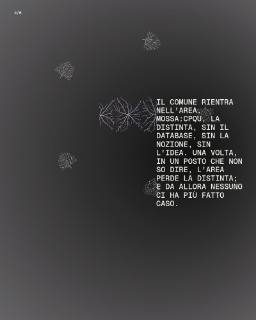 IL COMUNE RIENTRA
NELL'AREA.
MOSSA:CPQU. LA
DISTINTA, SIN IL
DATABASE, SIN LA
NOZIONE, SIN
L'IDEA. UNA VOLTA,
IN UN POSTO CHE NON
SO DIRE, L'AREA
PERDE LA DISTINTA;
E DA ALLORA NESSUNO
CI HA PIÙ FATTO
CASO.